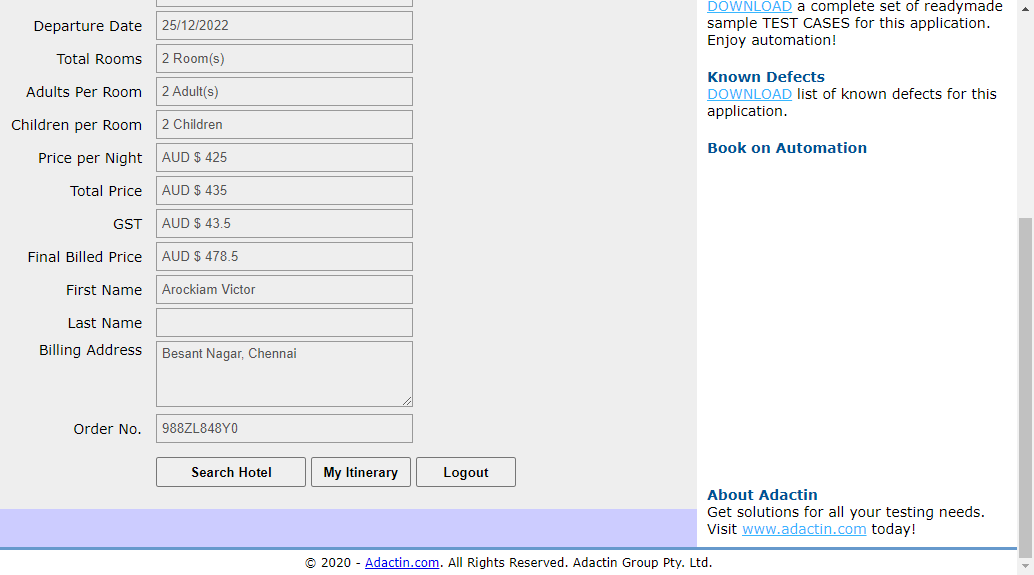 Departure Date 25/12/2022
Total Rooms 2 Room(s)
Adults Per Room 2 Adult(s)
Children per Room 2 Children
Price per Night AUD $ 425
Total Price AUD $ 435
GST AUD $ 43.5
Final Billed Price AUD $ 478.5
First Name Arockiam Victor
Last Name
Billing Address Besant Nagar, Chennai
Order No. 988ZL848Y0
Search Hotel My Itinerary Logout
DOWNLOAD a complete set of readymade
sample TEST CASES for this application.
Enjoy automation!
Known Defects
DOWNLOAD list of known defects for this
application.
Book on Automation
About Adactin
Get solutions for all your testing needs.
Visit www.adactin.com today!
© 2020 - Adactin.com. All Rights Reserved. Adactin Group Pty. Ltd.